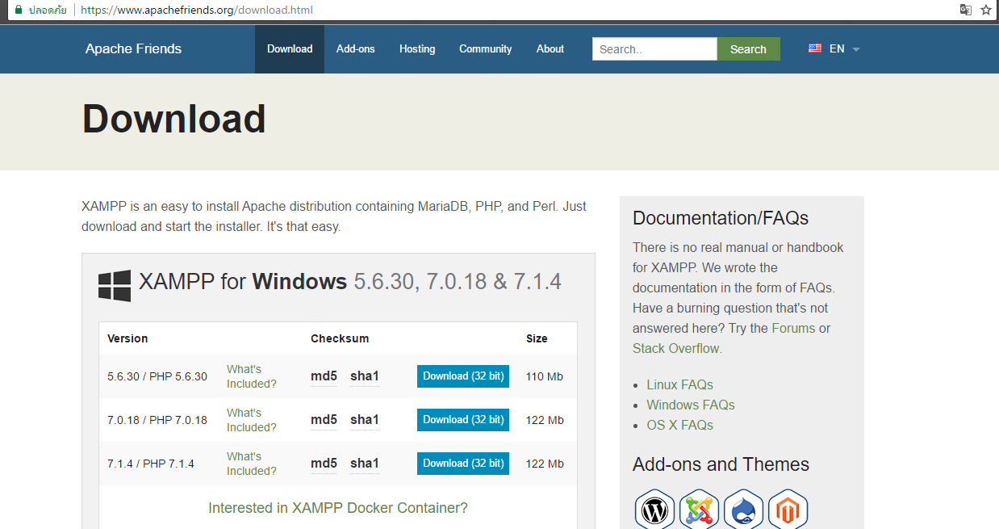 ปลอดภัย https://www.apachefriends.org/download.html
Apache Friends Download Add-ons Hosting Community About Search.. Search EN
Download
XAMPP is an easy to install Apache distribution containing MariaDB, PHP, and Perl. Just
download and start the installer. It's that easy.
XAMPP for Windows 5.6.30, 7.0.18 & 7.1.4
Version Checksum Size
5.6.30 / PHP 5.6.30 What's
Included? md5 sha1 Download (32 bit) 110 Mb
7.0.18 / PHP 7.0.18 What's
Included? md5 sha1 Download (32 bit) 122 Mb
7.1.4 / PHP 7.1.4 What's
Included? md5 sha1 Download (32 bit) 122 Mb
Interested in XAMPP Docker Container?
Documentation/FAQs
There is no real manual or handbook
for XAMPP. We wrote the
documentation in the form of FAQs.
Have a burning question that's not
answered here? Try the Forums or
Stack Overflow.
Linux FAQs
Windows FAQs
OS X FAQs
Add-ons and Themes